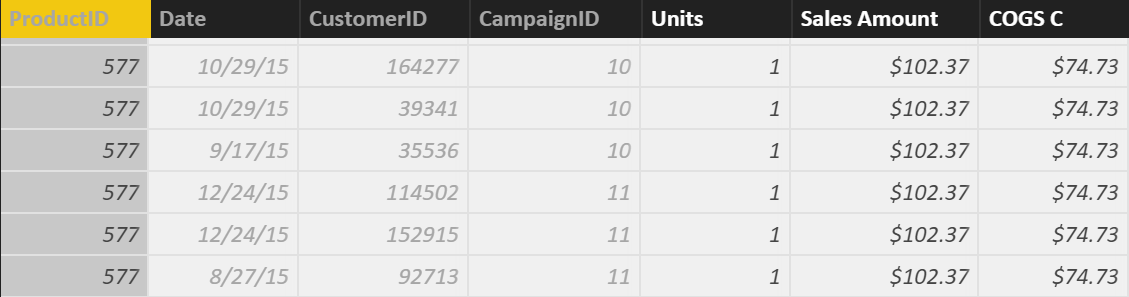 ProductID Date CustomerID CampaignID Units Sales Amount COGS C
577 10/29/15 164277 10 1 $102.37 $74.73
577 10/29/15 39341 10 1 $102.37 $74.73
577 9/17/15 35536 10 1 $102.37 $74.73
577 12/24/15 114502 11 1 $102.37 $74.73
577 12/24/15 152915 11 1 $102.37 $74.73
577 8/27/15 92713 11 1 $102.37 $74.73